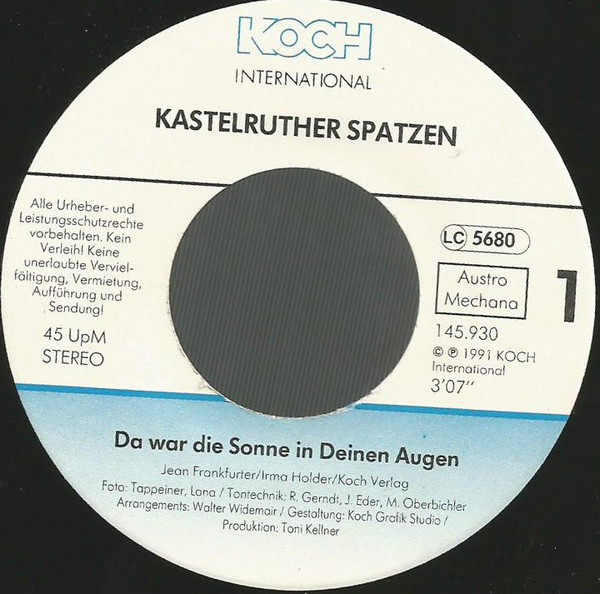 KOCH
INTERNATIONAL
KASTELRUTHER SPATZEN
Alle Urheber- und
Leistungsschutzrechte
vorbehalten. Kein
Verleih! Keine
unerlaubte Verviel-
fältigung, Vermietung,
Aufführung und
Sendung!
45 UpM
STEREO
LC 5680
Austro
Mechana
1
145.930
© ℗ 1991 KOCH
International
3'07"
Da war die Sonne in Deinen Augen
Jean Frankfurter/Irma Holder/Koch Verlag
Foto: Tappeiner, Lana / Tontechnik: R. Gerndt, J. Eder, M. Oberbichler
Arrangements: Walter Widemair / Gestaltung: Koch Grafik Studio /
Produktion: Toni Kellner